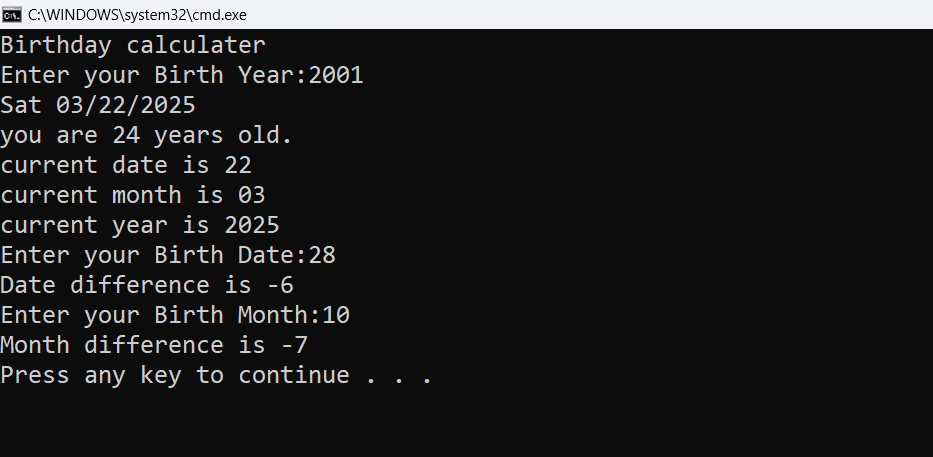 C:\WINDOWS\system32\cmd.exe
Birthday calculater
Enter your Birth Year:2001
Sat 03/22/2025
you are 24 years old.
current date is 22
current month is 03
current year is 2025
Enter your Birth Date:28
Date difference is -6
Enter your Birth Month:10
Month difference is -7
Press any key to continue . . .